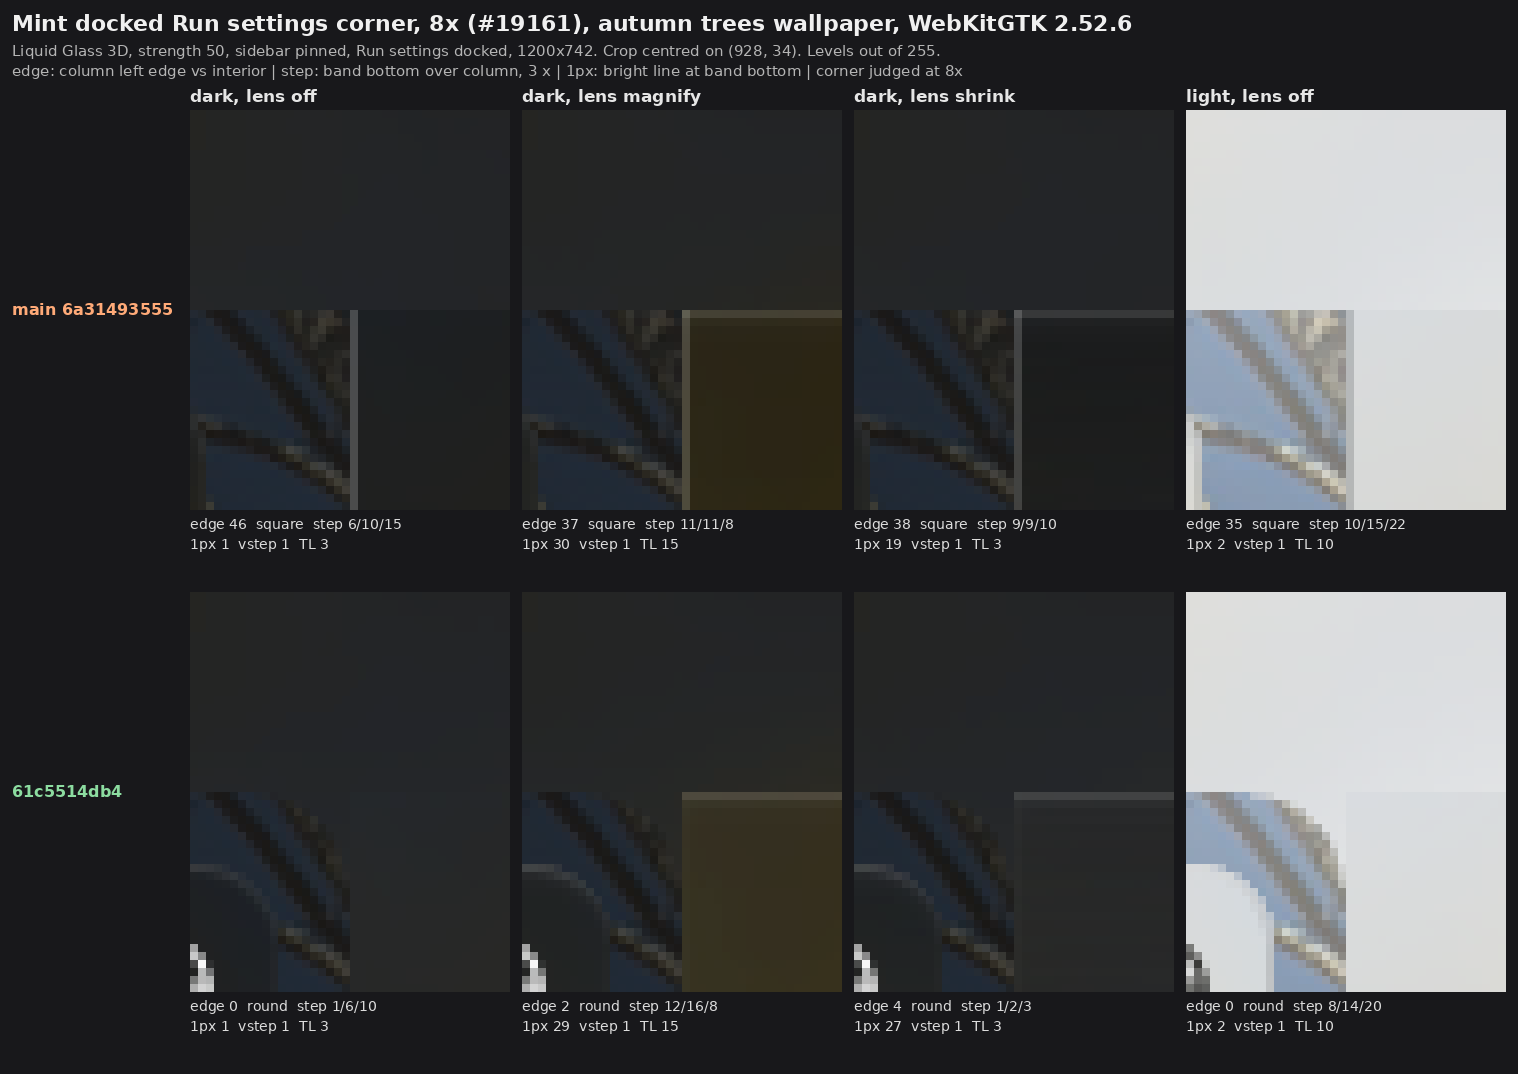 Mint docked Run settings corner, 8x (#19161), autumn trees wallpaper, WebKitGTK 2.52.6
Liquid Glass 3D, strength 50, sidebar pinned, Run settings docked, 1200x742. Crop centred on (928, 34). Levels out of 255.
edge: column left edge vs interior | step: band bottom over column, 3 x | 1px: bright line at band bottom | corner judged at 8x
dark, lens off
dark, lens magnify
dark, lens shrink
light, lens off
main 6a31493555
edge 46 square step 6/10/15
1px 1 vstep 1 TL 3
edge 37 square step 11/11/8
1px 30 vstep 1 TL 15
edge 38 square step 9/9/10
1px 19 vstep 1 TL 3
edge 35 square step 10/15/22
1px 2 vstep 1 TL 10
61c5514db4
edge 0 round step 1/6/10
1px 1 vstep 1 TL 3
edge 2 round step 12/16/8
1px 29 vstep 1 TL 15
edge 4 round step 1/2/3
1px 27 vstep 1 TL 3
edge 0 round step 8/14/20
1px 2 vstep 1 TL 10